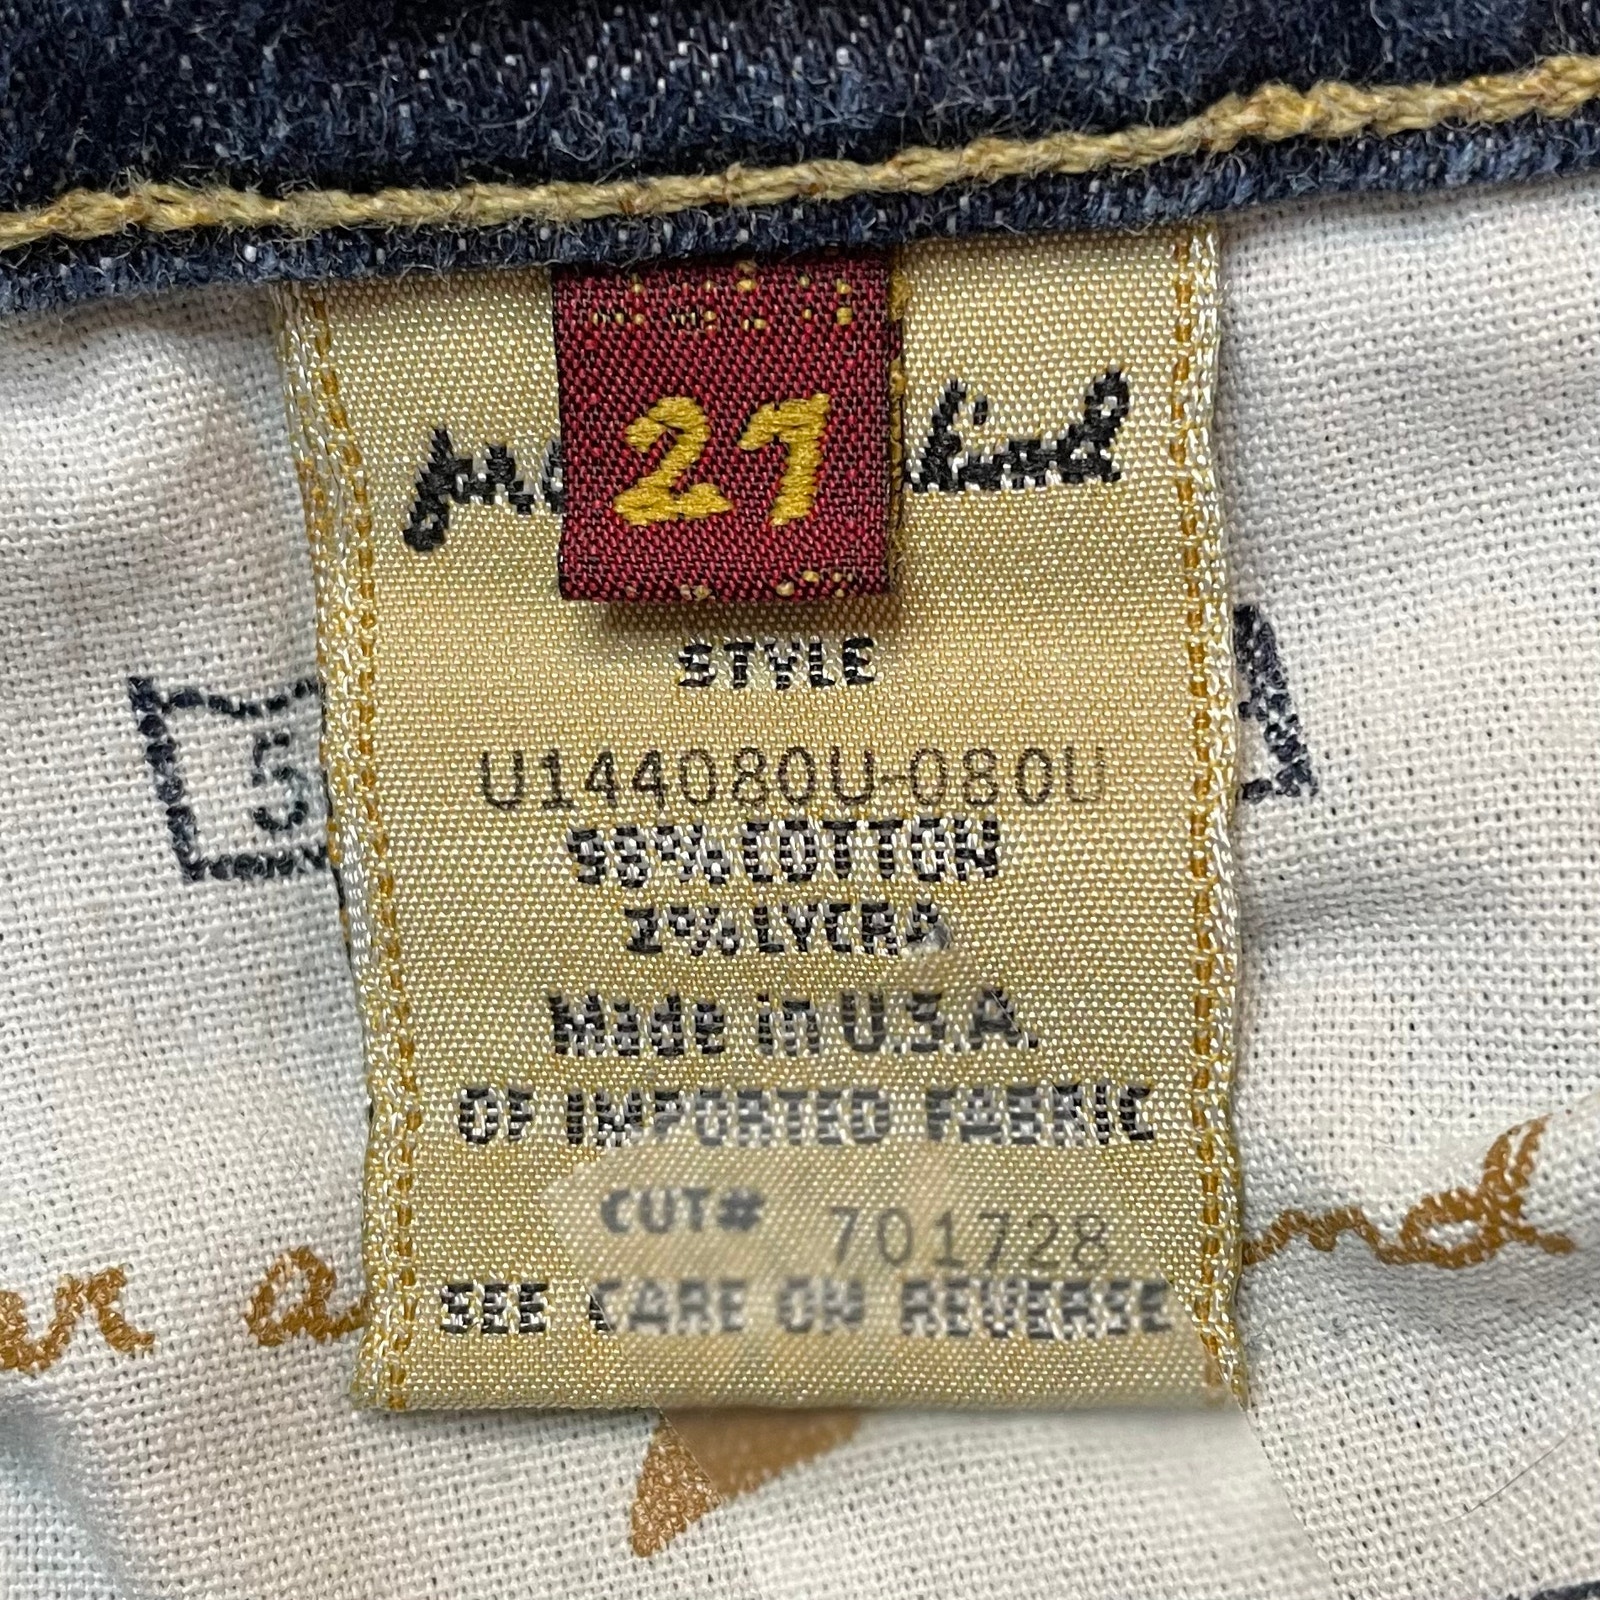 27
STYLE
U144080U-080U
98% COTTON
2% LYCRA
Made in U.S.A.
OF IMPORTED FABRIC
CUT# 701728
SEE CARE ON REVERSE